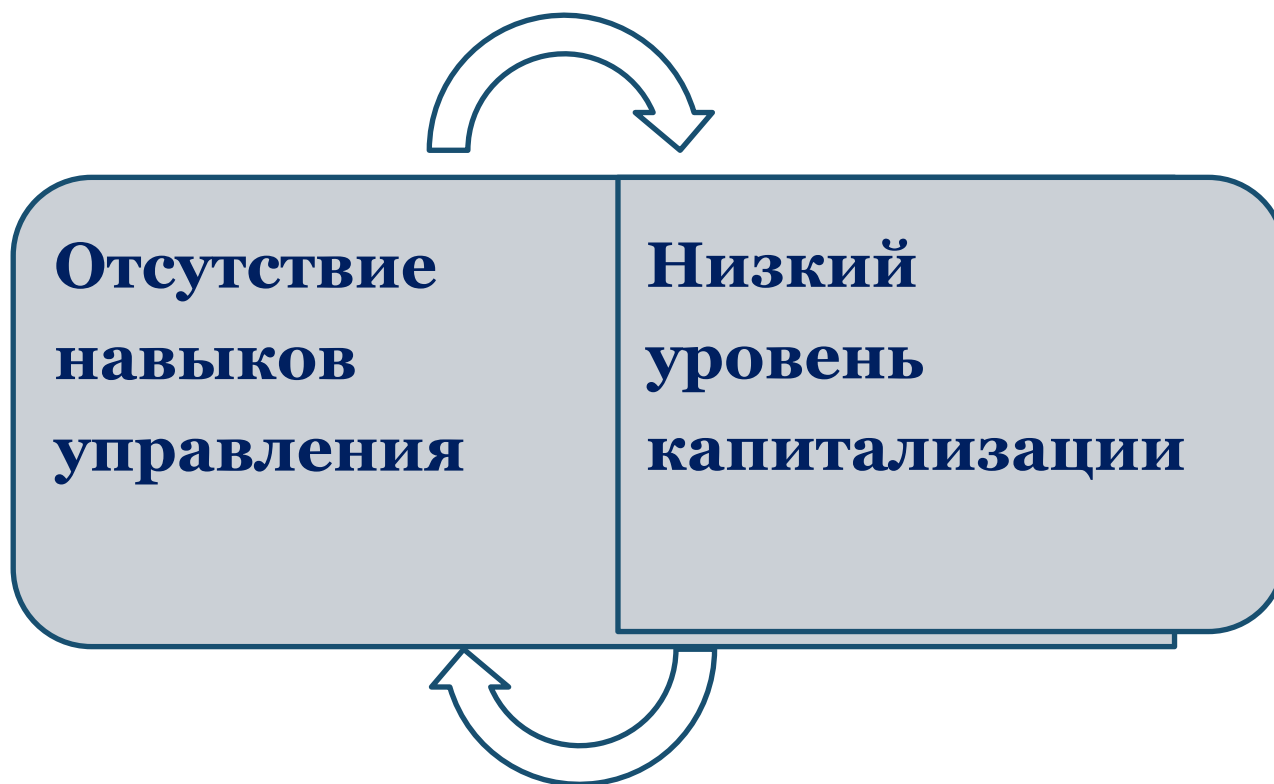 Отсутствие
навыков
управления
Низкий
уровень
капитализации